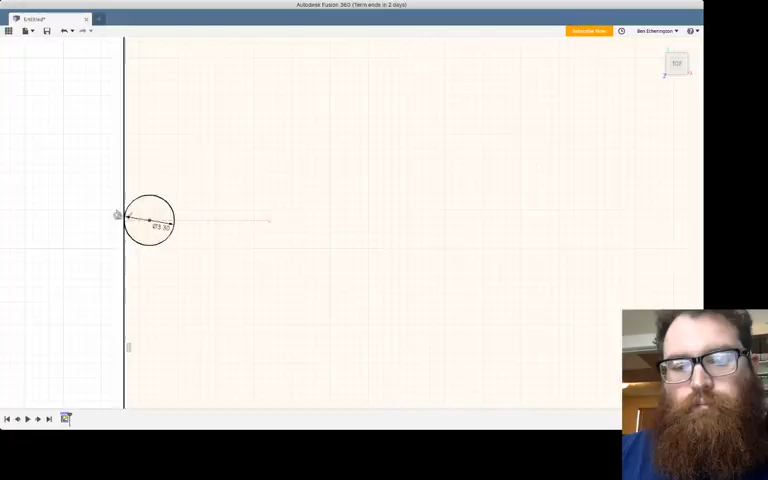 Autodesk Fusion 360 (Term ends in 2 days)
Untitled*
Subscribe Now
Ben Etherington
TOP
Z
Ø3.30